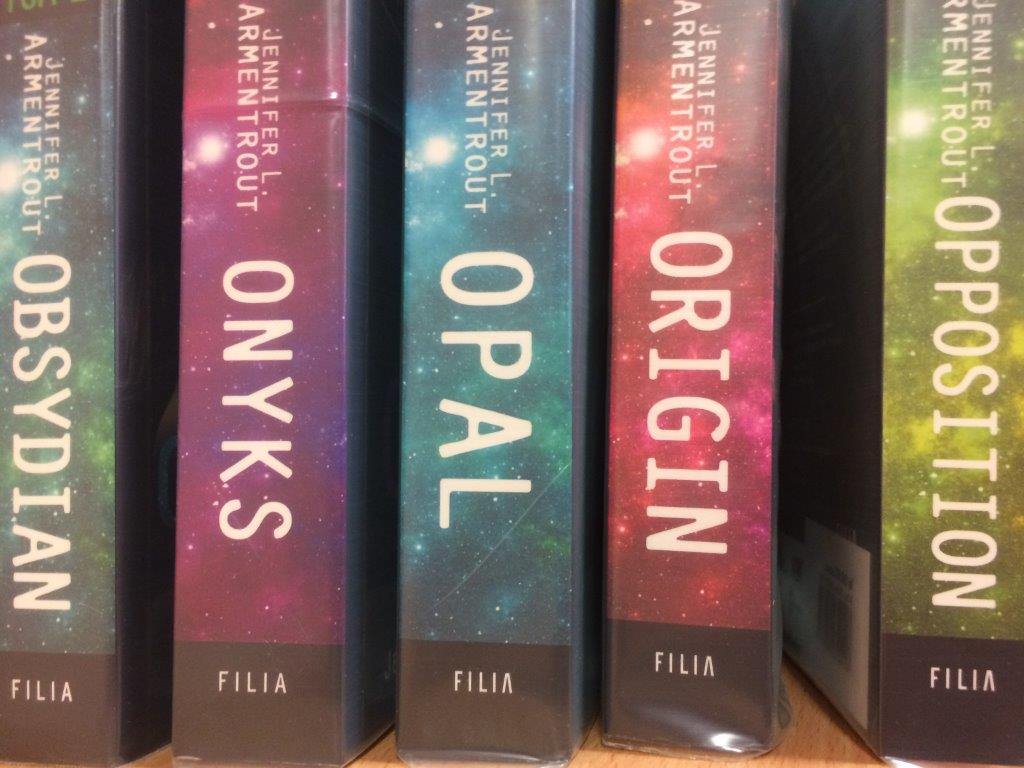 JENNIFER L.
ARMENTROUT
OBSYDIAN
FILIA
JENNIFER L.
ARMENTROUT
ONYKS
FILIA
JENNIFER L.
ARMENTROUT
OPAL
FILIA
JENNIFER L.
ARMENTROUT
ORIGIN
FILIA
JENNIFER L.
ARMENTROUT
OPPOSITION
FILIA